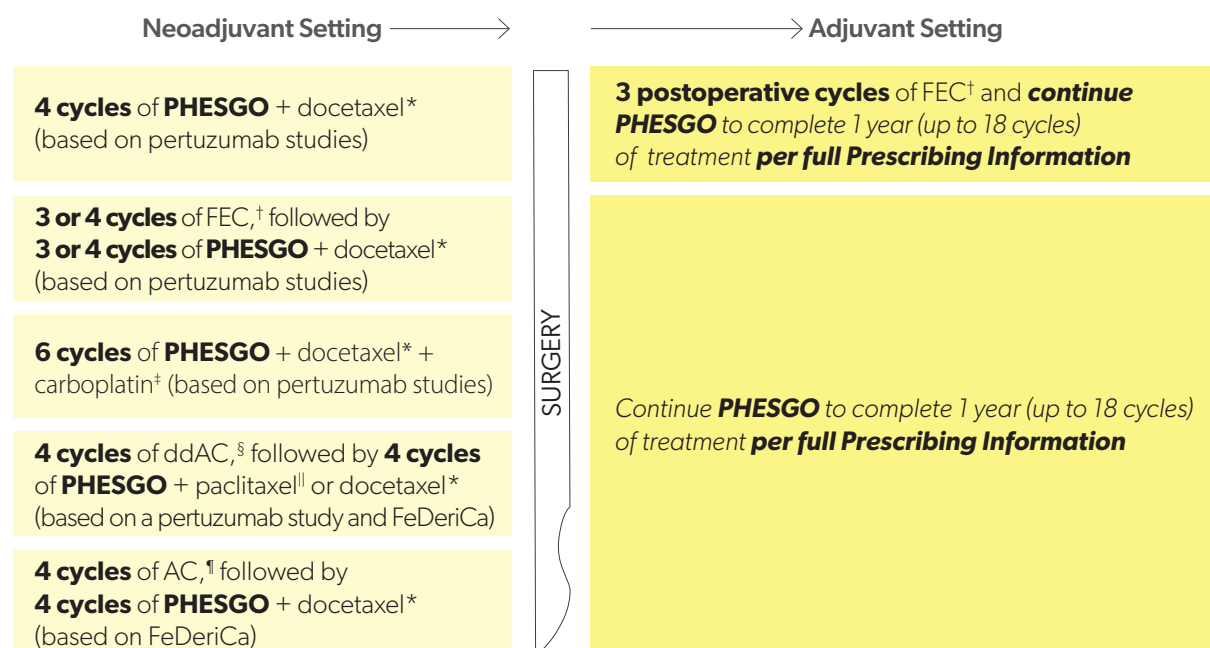 Neoadjuvant Setting
Adjuvant Setting
4 cycles of PHESGO + docetaxel*
(based on pertuzumab studies)
3 or 4 cycles of FEC,† followed by
3 or 4 cycles of PHESGO + docetaxel*
(based on pertuzumab studies)
6 cycles of PHESGO + docetaxel* +
carboplatin‡ (based on pertuzumab studies)
4 cycles of ddAC,§ followed by 4 cycles
of PHESGO + paclitaxel|| or docetaxel*
(based on a pertuzumab study and FeDeriCa)
4 cycles of AC,¶ followed by
4 cycles of PHESGO + docetaxel*
(based on FeDeriCa)
SURGERY
3 postoperative cycles of FEC† and continue
PHESGO to complete 1 year (up to 18 cycles)
of treatment per full Prescribing Information
Continue PHESGO to complete 1 year (up to 18 cycles)
of treatment per full Prescribing Information